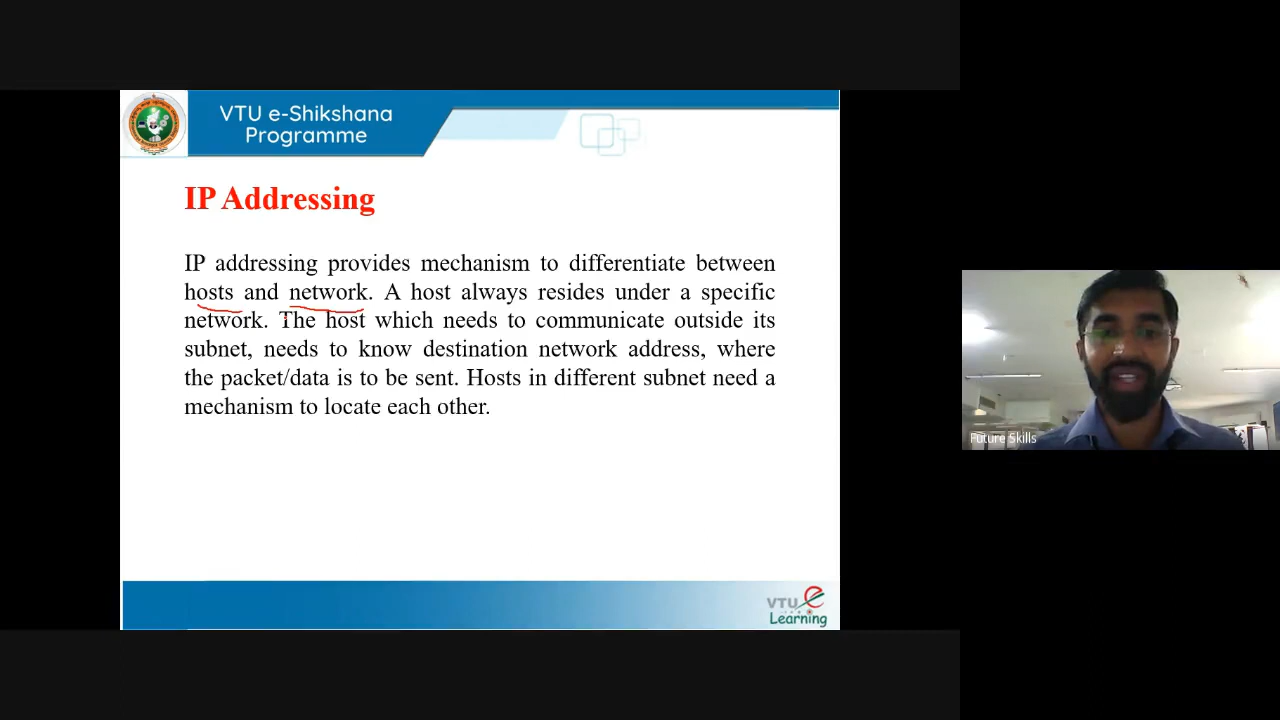 VTU e-Shikshana
Programme
IP Addressing
IP addressing provides mechanism to differentiate between
hosts and network. A host always resides under a specific
network. The host which needs to communicate outside its
subnet, needs to know destination network address, where
the packet/data is to be sent. Hosts in different subnet need a
mechanism to locate each other.
Future Skills
VTU e
Learning